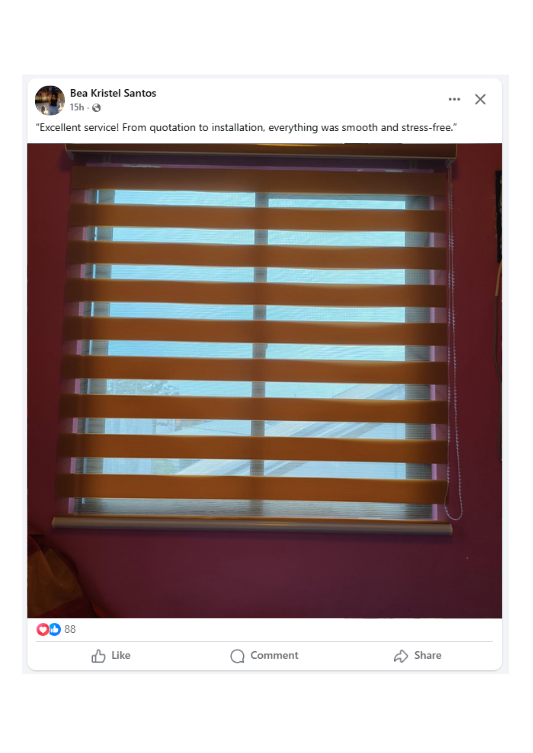 Bea Kristel Santos
15h ·
"Excellent service! From quotation to installation, everything was smooth and stress-free."
88
Like
Comment
Share